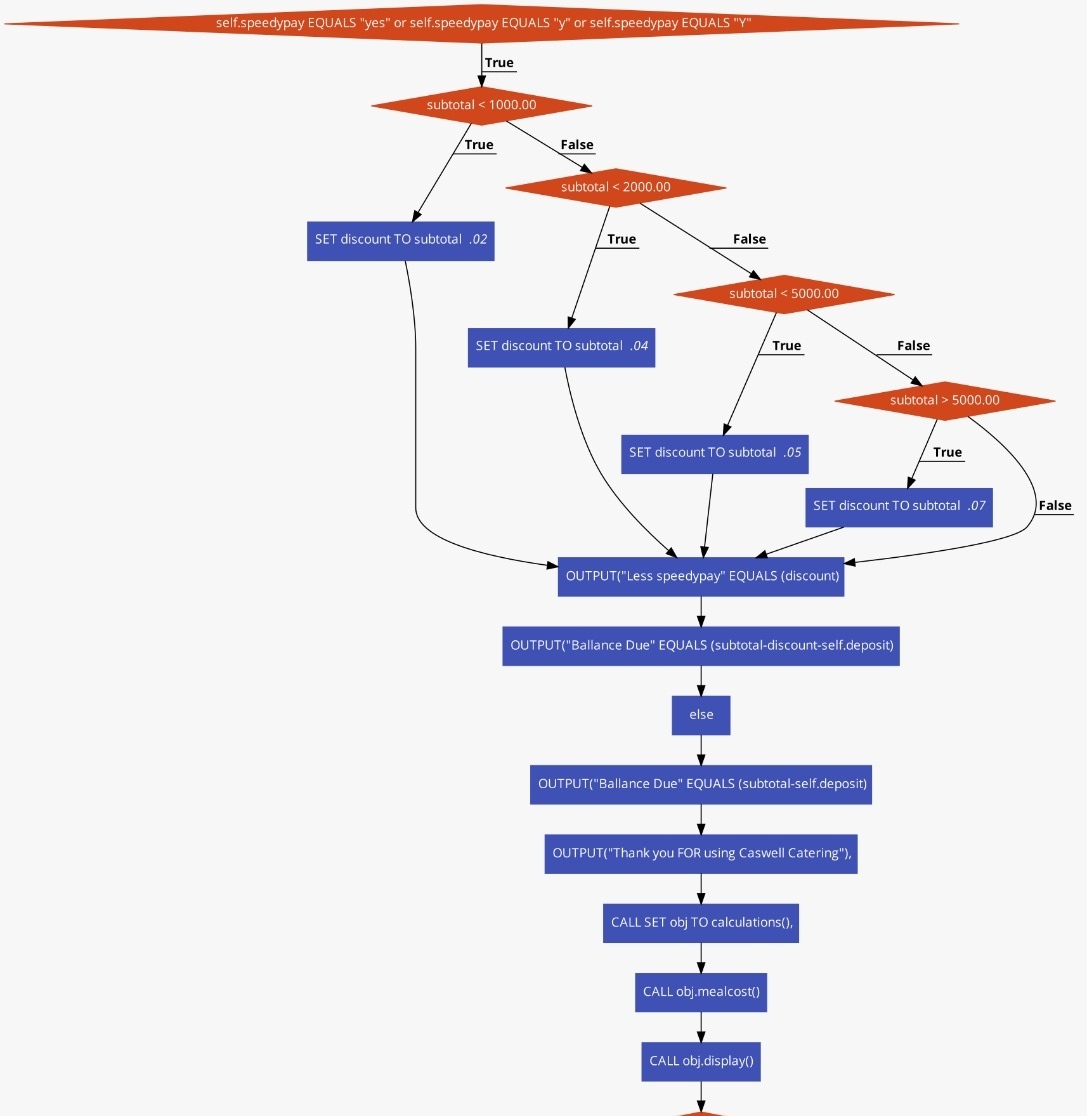 self.speedypay EQUALS "yes" or self.speedypay EQUALS "y" or self.speedypay EQUALS "Y"
True
subtotal < 1000.00
True
False
subtotal < 2000.00
SET discount TO subtotal .02
True
False
subtotal < 5000.00
SET discount TO subtotal .04
True
False
subtotal > 5000.00
SET discount TO subtotal .05
True
SET discount TO subtotal .07
False
OUTPUT("Less speedypay" EQUALS (discount)
OUTPUT("Ballance Due" EQUALS (subtotal-discount-self.deposit)
else
OUTPUT("Ballance Due" EQUALS (subtotal-self.deposit)
OUTPUT("Thank you FOR using Caswell Catering"),
CALL SET obj TO calculations(),
CALL obj.mealcost()
CALL obj.display()